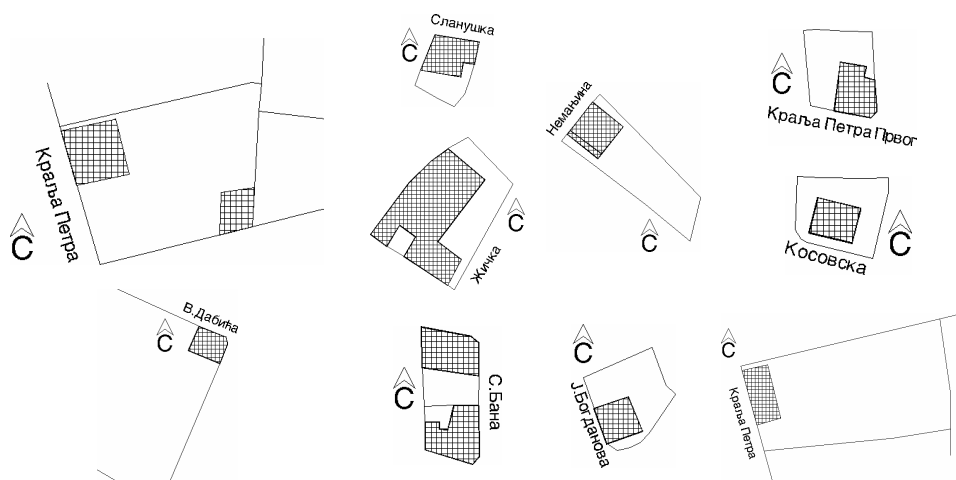 Сланушка
С
Краља Петра
С
Немањина
С
Краља Петра Првог
С
Жичка
С
Косовска
С
В.Дабића
С
С.Бана
С
Ј.Богданова
С
Краља Петра
С